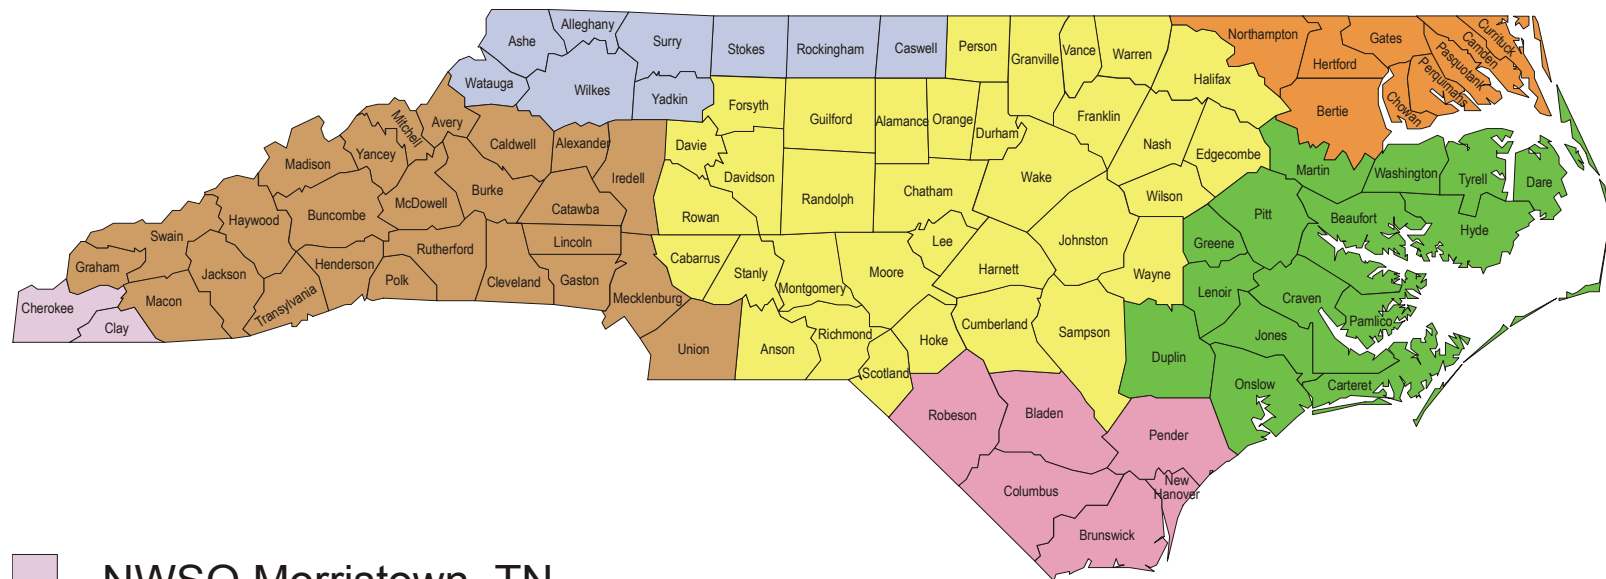 Ashe
Alleghany
Surry
Stokes
Rockingham
Caswell
Person
Granville
Vance
Warren
Northampton
Gates
Hertford
Currituck
Camden
Pasquotank
Perquimans
Chowan
Bertie
Halifax
Watauga
Wilkes
Yadkin
Forsyth
Guilford
Alamance
Orange
Durham
Franklin
Nash
Edgecombe
Martin
Washington
Tyrell
Dare
Mitchell
Avery
Caldwell
Alexander
Iredell
Davie
Davidson
Randolph
Chatham
Wake
Wilson
Pitt
Beaufort
Hyde
Madison
Yancey
McDowell
Burke
Catawba
Rowan
Buncombe
Haywood
Swain
Graham
Jackson
Macon
Transylvania
Henderson
Polk
Rutherford
Cleveland
Lincoln
Gaston
Mecklenburg
Cabarrus
Stanly
Montgomery
Moore
Lee
Harnett
Johnston
Wayne
Greene
Lenoir
Craven
Pamlico
Jones
Carteret
Onslow
Duplin
Sampson
Cumberland
Hoke
Richmond
Scotland
Anson
Union
Cherokee
Clay
Robeson
Bladen
Pender
Columbus
New
Hanover
Brunswick
NWSO Morristown, TN